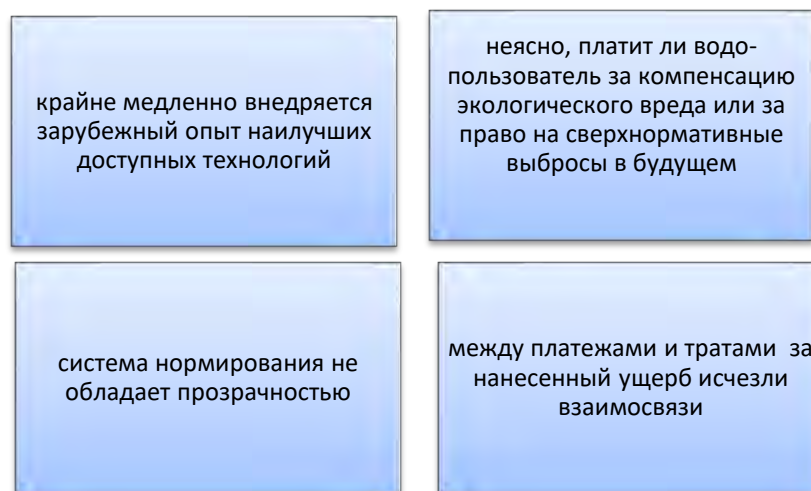 крайне медленно внедряется
зарубежный опыт наилучших
доступных технологий
неясно, платит ли водо-
пользователь за компенсацию
экологического вреда или за
право на сверхнормативные
выбросы в будущем
система нормирования не
обладает прозрачностью
между платежами и тратами за
нанесенный ущерб исчезли
взаимосвязи